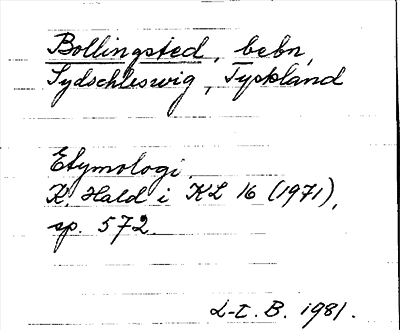 Bollingsted, bebn,
Sydschleswig, Tyskland
Etymologi.
K. Hald i KL 16 (1971),
sp. 572.
L-E. B. 1981.